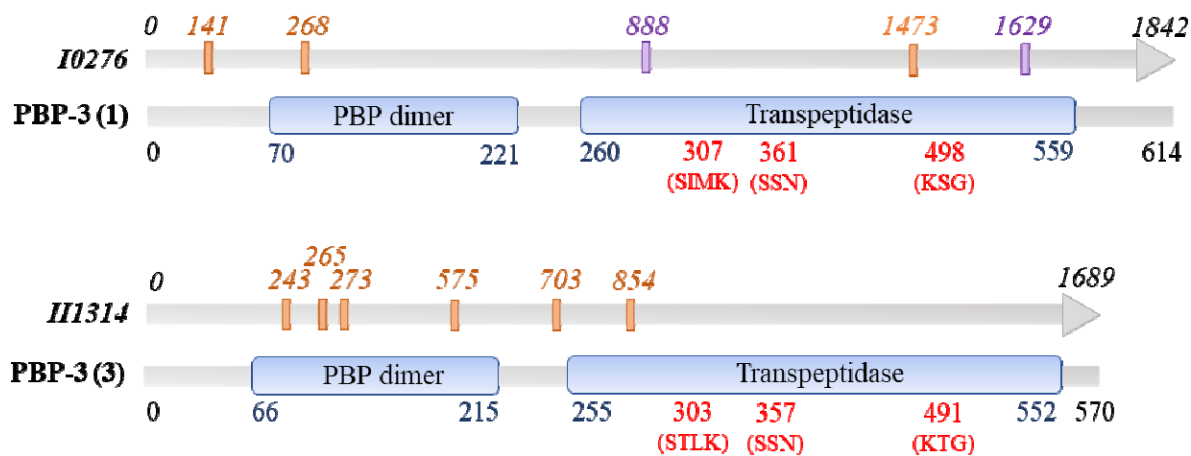 0 141 268 888 1473 1629 1842
I0276
PBP-3 (1) PBP dimer Transpeptidase
0 70 221 260 307 361 498 559 614
(SIMK) (SSN) (KSG)
265
0 243 273 575 703 854 1689
II1314
PBP-3 (3) PBP dimer Transpeptidase
0 66 215 255 303 357 491 552 570
(STLK) (SSN) (KTG)